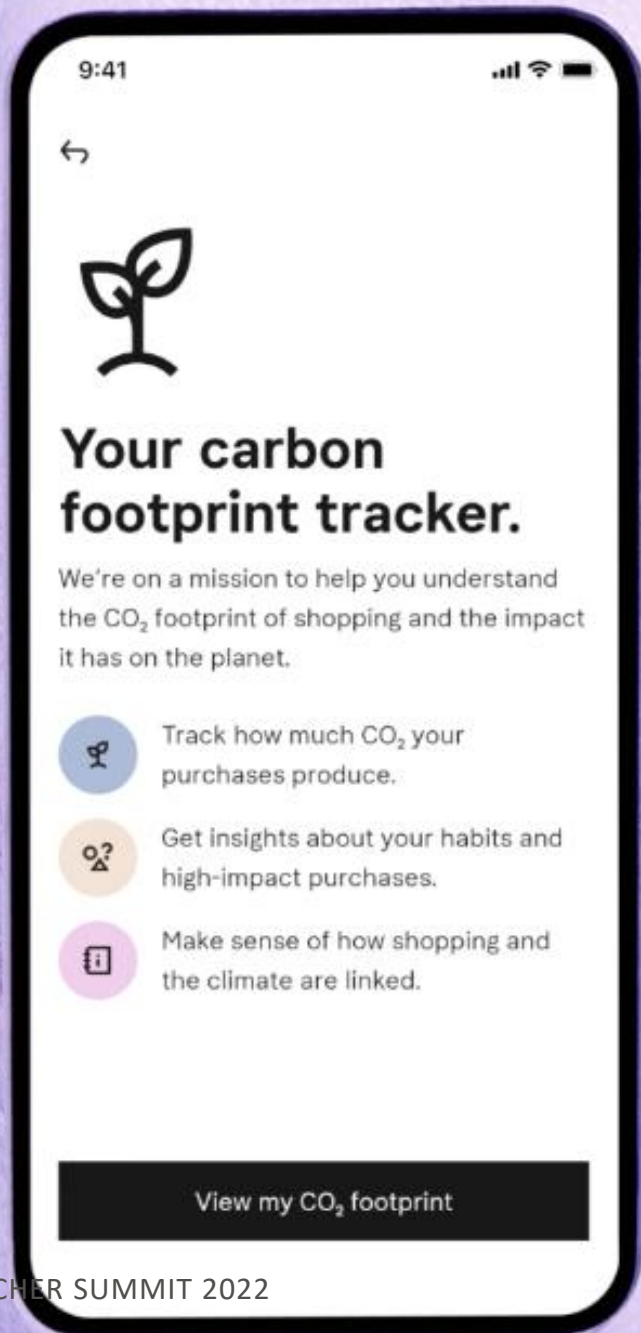 9:41
Your carbon
footprint tracker.
We're on a mission to help you understand
the CO₂ footprint of shopping and the impact
it has on the planet.
Track how much CO₂ your
purchases produce.
Get insights about your habits and
high-impact purchases.
Make sense of how shopping and
the climate are linked.
View my CO₂ footprint
SUMMIT 2022